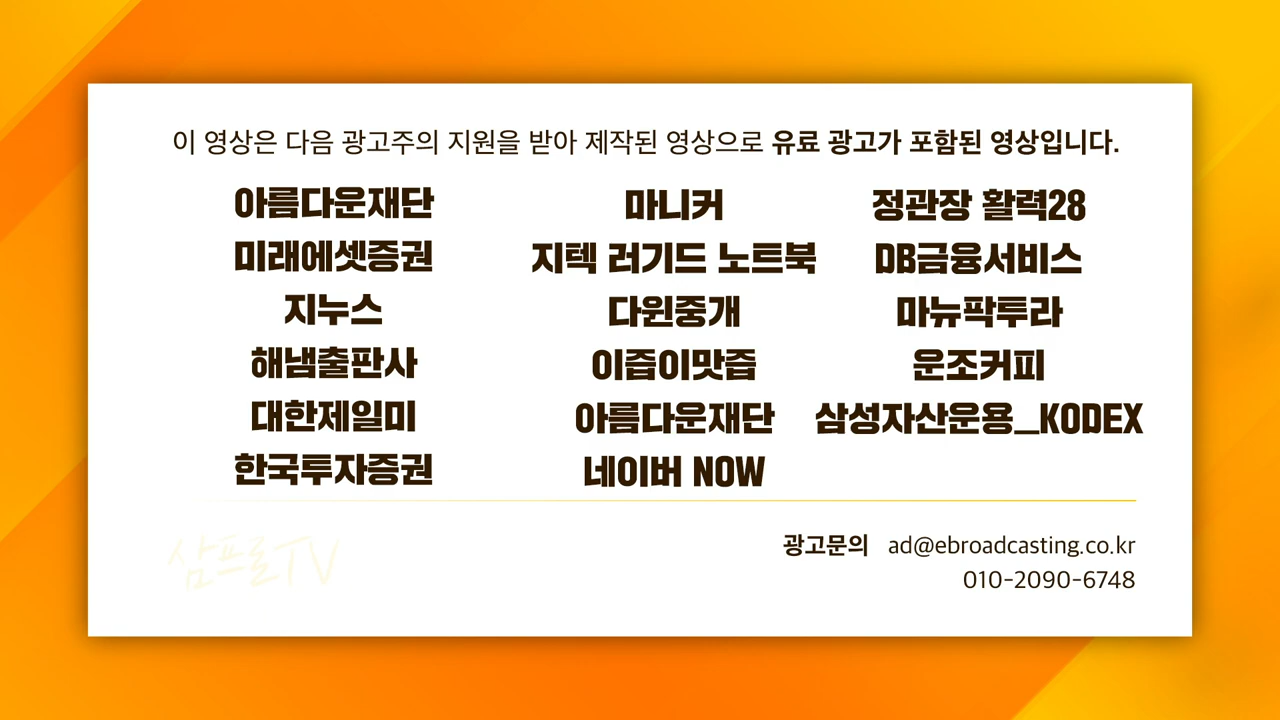 이 영상은 다음 광고주의 지원을 받아 제작된 영상으로 유료 광고가 포함된 영상입니다.
아름다운재단 마니커 정관장 활력28
미래에셋증권 지텍 러기드 노트북 DB금융서비스
지누스 다윈중개 마뉴팍투라
해냄출판사 이즙이맛즙 운조커피
대한제일미 아름다운재단 삼성자산운용_KODEX
한국투자증권 네이버 NOW
삼프로TV
광고문의 ad@ebroadcasting.co.kr
010-2090-6748